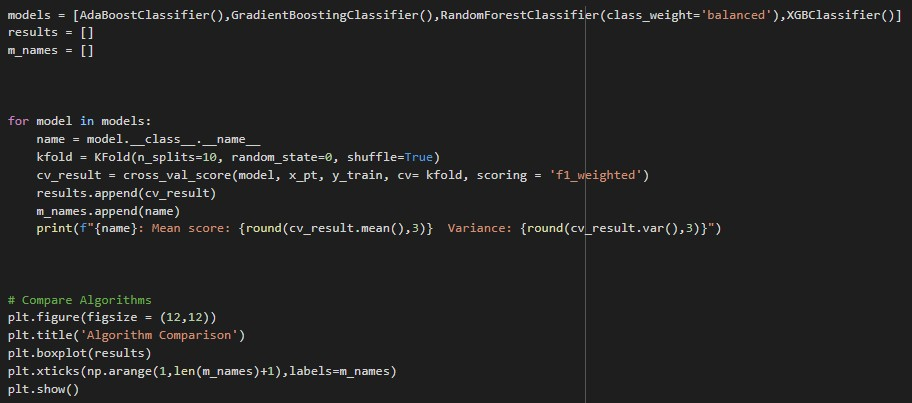 models = [AdaBoostClassifier(),GradientBoostingClassifier(),RandomForestClassifier(class_weight='balanced'),XGBClassifier()]
results = []
m_names = []
for model in models:
    name = model.__class__.__name__
    kfold = KFold(n_splits=10, random_state=0, shuffle=True)
    cv_result = cross_val_score(model, x_pt, y_train, cv= kfold, scoring = 'f1_weighted')
    results.append(cv_result)
    m_names.append(name)
    print(f"{name}: Mean score: {round(cv_result.mean(),3)}  Variance: {round(cv_result.var(),3)}")
# Compare Algorithms
plt.figure(figsize = (12,12))
plt.title('Algorithm Comparison')
plt.boxplot(results)
plt.xticks(np.arange(1,len(m_names)+1),labels=m_names)
plt.show()